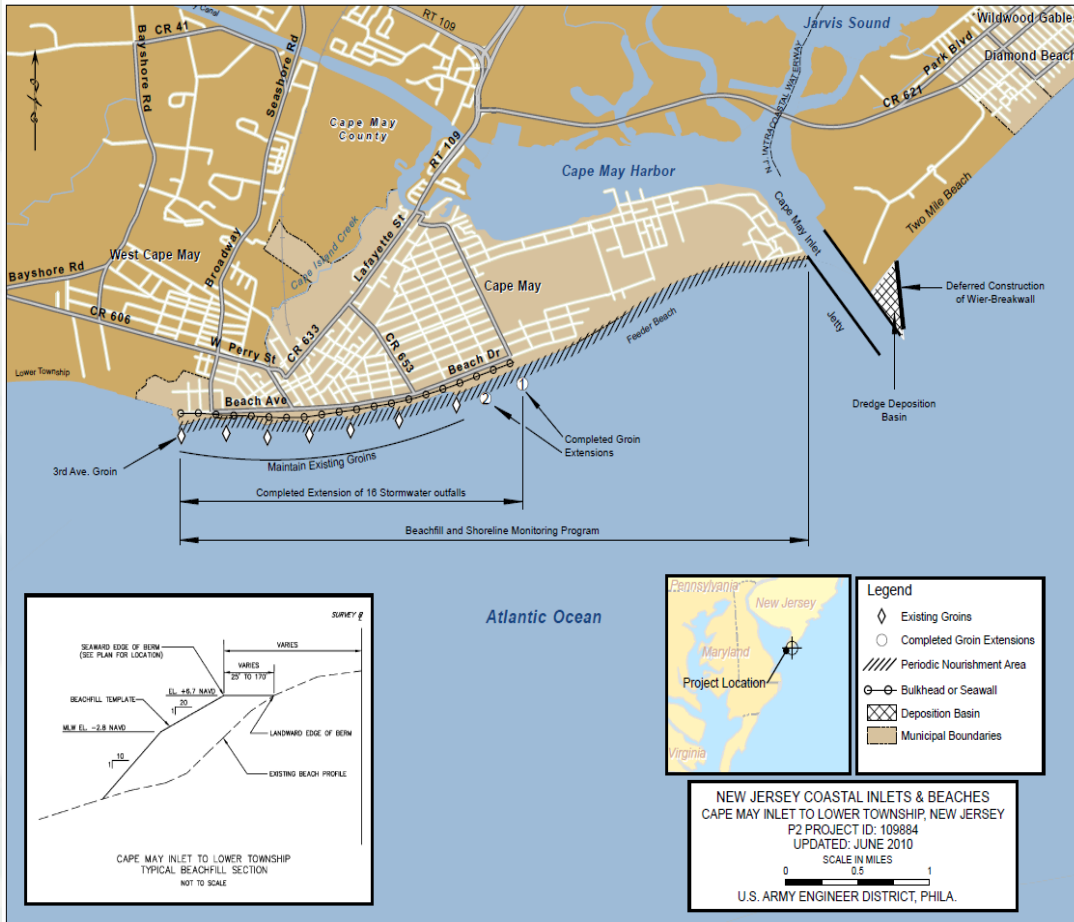 Jarvis Sound
Wildwood Gables
Diamond Beach
Park Blvd
CR 621
N.J. INTRACOASTAL WATERWAY
RT 109
CR 41
Bayshore Rd
Seashore Rd
Cape May
County
RT 109
Cape May Harbor
Two Mile Beach
Cape May Inlet
Cape Island Creek
Lafayette St
West Cape May
Broadway
Bayshore Rd
Cape May
Deferred Construction
of Wier-Breakwall
CR 606
W Perry St
CR 633
CR 653
Feeder Beach
Jetty
Beach Dr
Lower Township
Beach Ave
1
2
Dredge Deposition
Basin
Completed Groin
Extensions
3rd Ave. Groin
Maintain Existing Groins
Completed Extension of 16 Stormwater outfalls
Beachfill and Shoreline Monitoring Program
Atlantic Ocean
SURVEY
SEAWARD EDGE OF BERM
(SEE PLAN FOR LOCATION)
VARIES
VARIES
25' TO 170'
EL. +6.7 NAVD
BEACHFILL TEMPLATE
20
1
MLW EL. -2.8 NAVD
LANDWARD EDGE OF BERM
10
1
EXISTING BEACH PROFILE
CAPE MAY INLET TO LOWER TOWNSHIP
TYPICAL BEACHFILL SECTION
NOT TO SCALE
Pennsylvania
New Jersey
Maryland
Project Location
Virginia
Legend
Existing Groins
Completed Groin Extensions
Periodic Nourishment Area
Bulkhead or Seawall
Deposition Basin
Municipal Boundaries
NEW JERSEY COASTAL INLETS & BEACHES
CAPE MAY INLET TO LOWER TOWNSHIP, NEW JERSEY
P2 PROJECT ID: 109884
UPDATED: JUNE 2010
SCALE IN MILES
0 0.5 1
U.S. ARMY ENGINEER DISTRICT, PHILA.